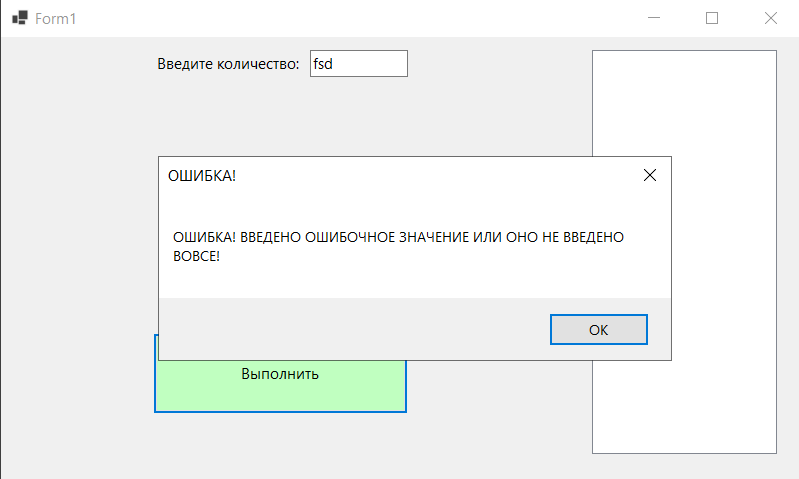 Form1
Введите количество: fsd
ОШИБКА!
ОШИБКА! ВВЕДЕНО ОШИБОЧНОЕ ЗНАЧЕНИЕ ИЛИ ОНО НЕ ВВЕДЕНО
ВОВСЕ!
OK
Выполнить